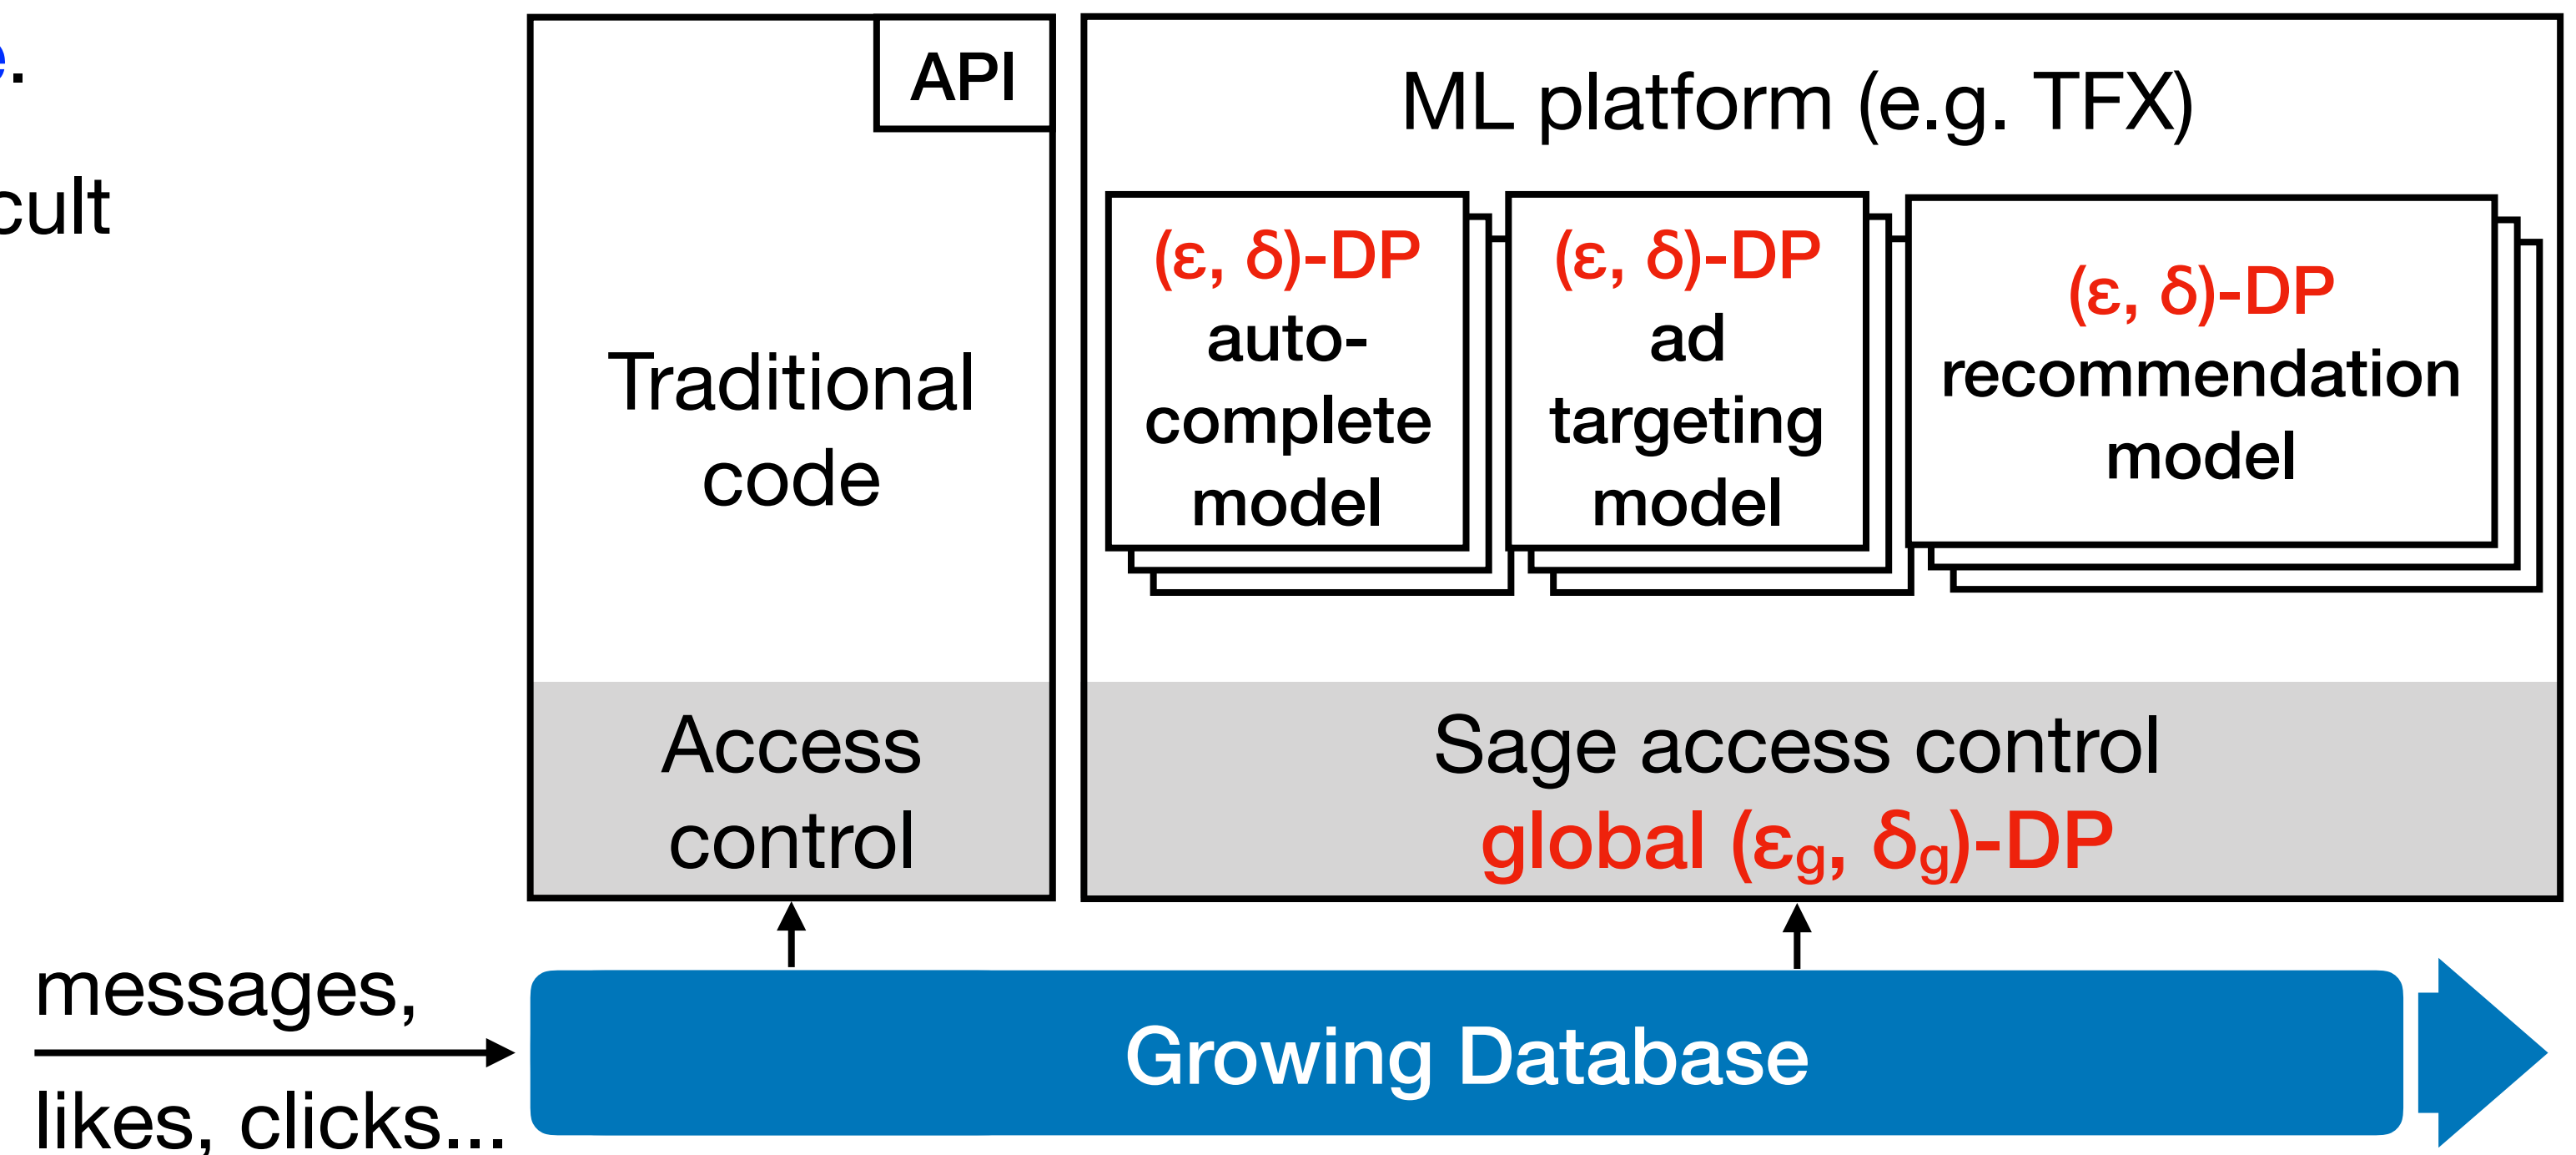 e.
cult
API
Traditional
code
Access
control
ML platform (e.g. TFX)
(ε, δ)-DP
auto-
complete
model
(ε, δ)-DP
ad
targeting
model
(ε, δ)-DP
recommendation
model
Sage access control
global (εg, δg)-DP
messages,
likes, clicks...
Growing Database